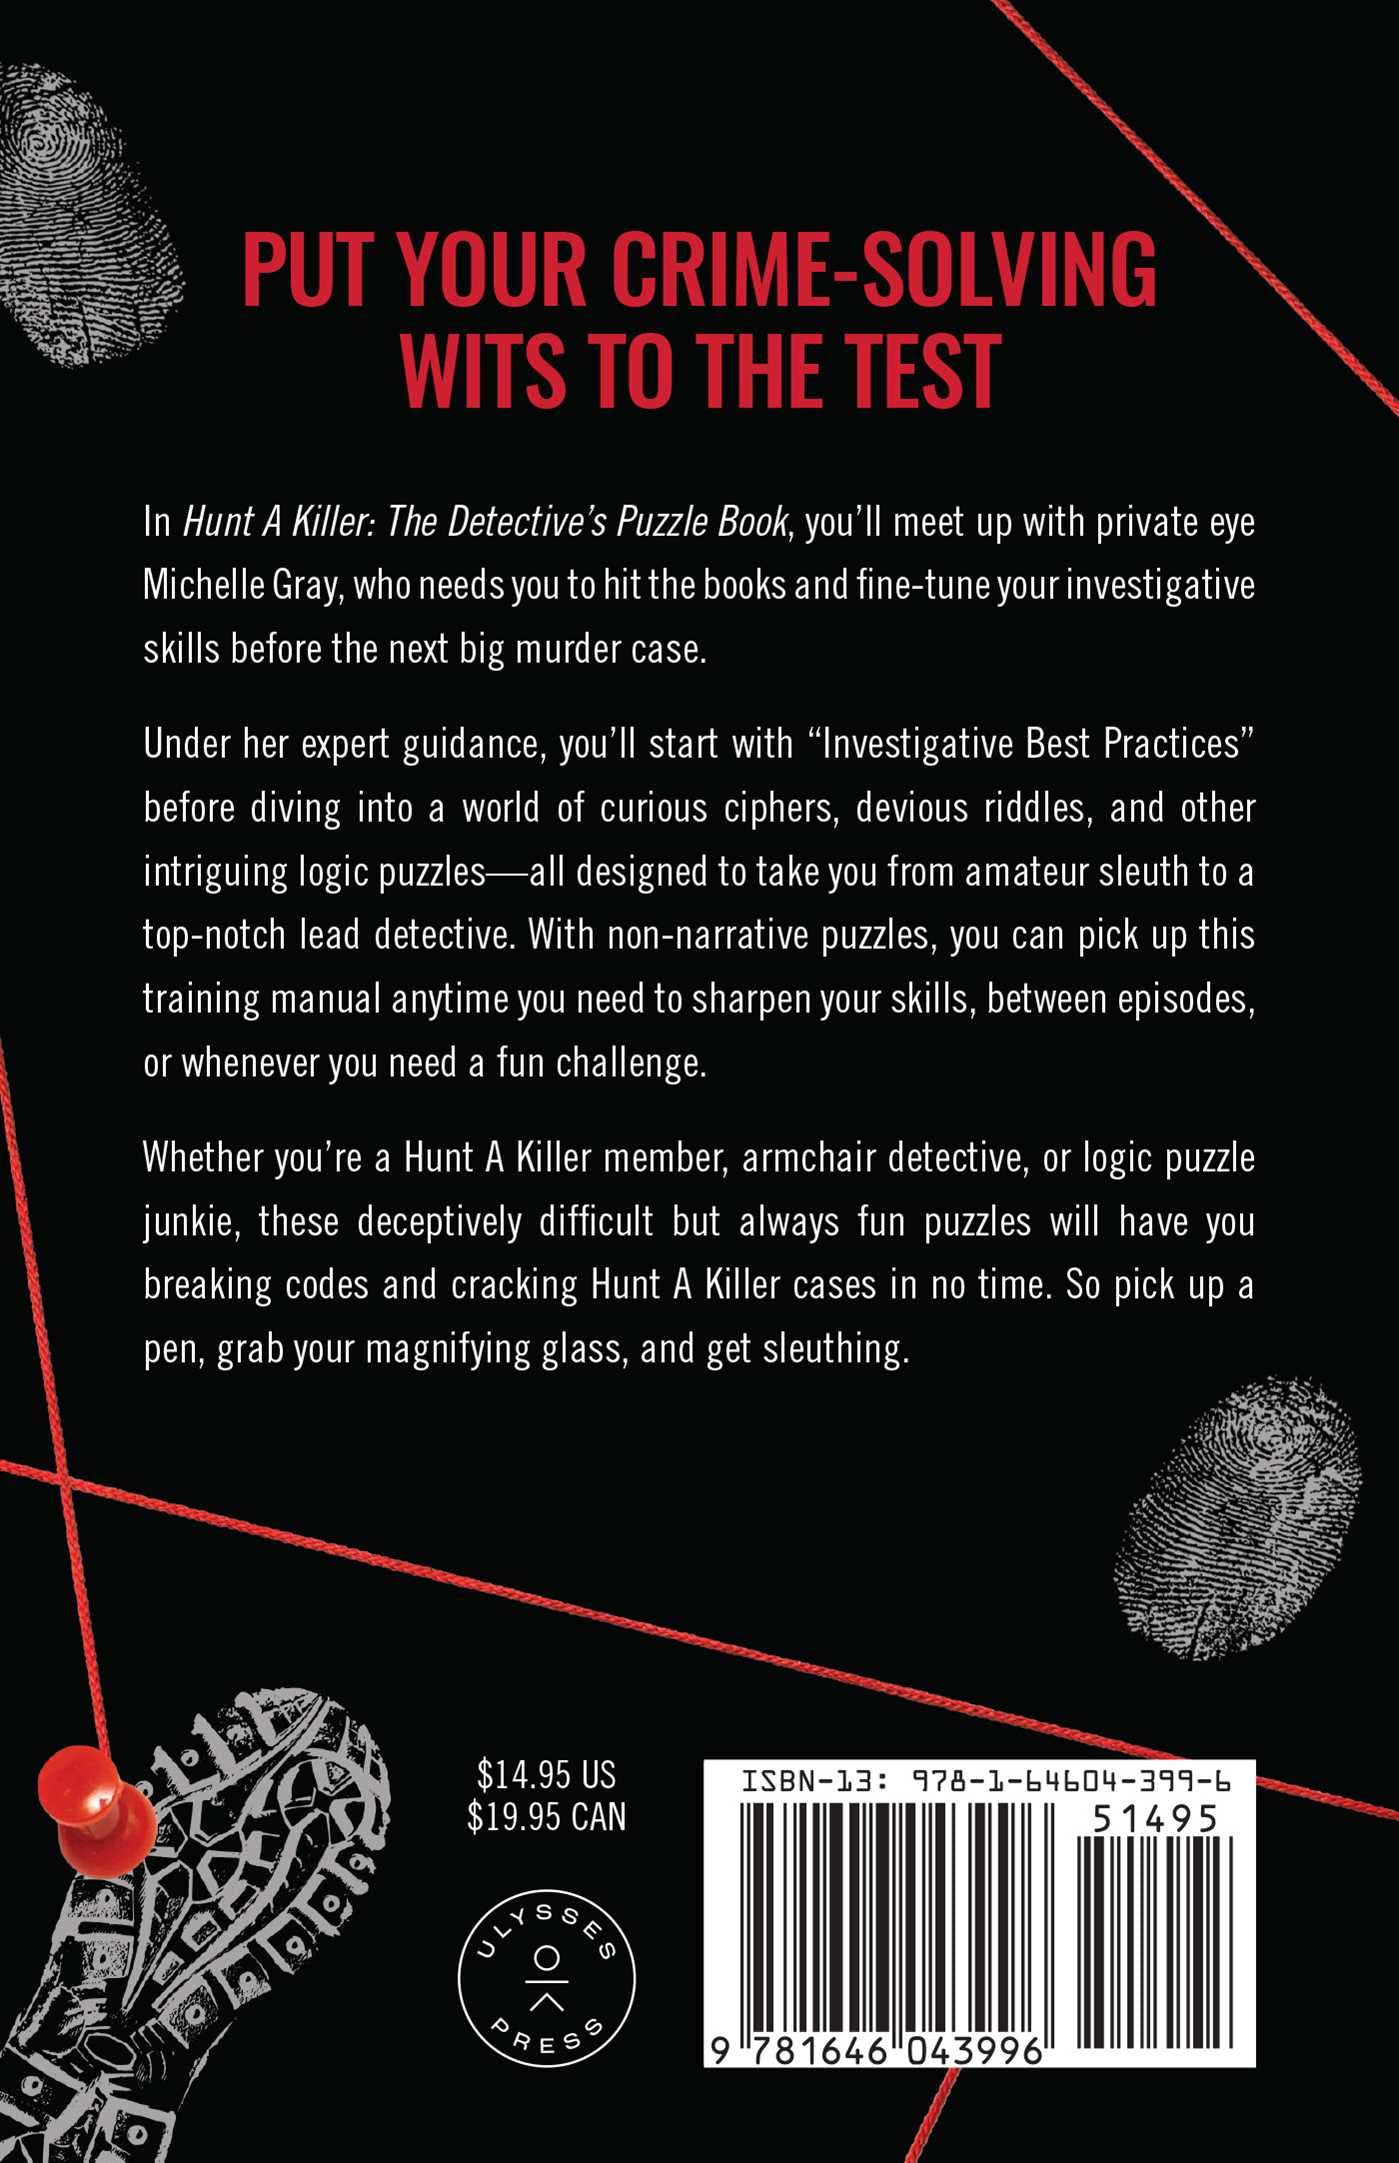 PUT YOUR CRIME-SOLVING
WITS TO THE TEST
In Hunt A Killer: The Detective’s Puzzle Book, you’ll meet up with private eye
Michelle Gray, who needs you to hit the books and fine-tune your investigative
skills before the next big murder case.
Under her expert guidance, you’ll start with “Investigative Best Practices”
before diving into a world of curious ciphers, devious riddles, and other
intriguing logic puzzles—all designed to take you from amateur sleuth to a
top-notch lead detective. With non-narrative puzzles, you can pick up this
training manual anytime you need to sharpen your skills, between episodes,
or whenever you need a fun challenge.
Whether you’re a Hunt A Killer member, armchair detective, or logic puzzle
junkie, these deceptively difficult but always fun puzzles will have you
breaking codes and cracking Hunt A Killer cases in no time. So pick up a
pen, grab your magnifying glass, and get sleuthing.
$14.95 US
$19.95 CAN
ULYSSES
PRESS
ISBN-13: 978-1-64604-399-6
51495
9 781646 043996